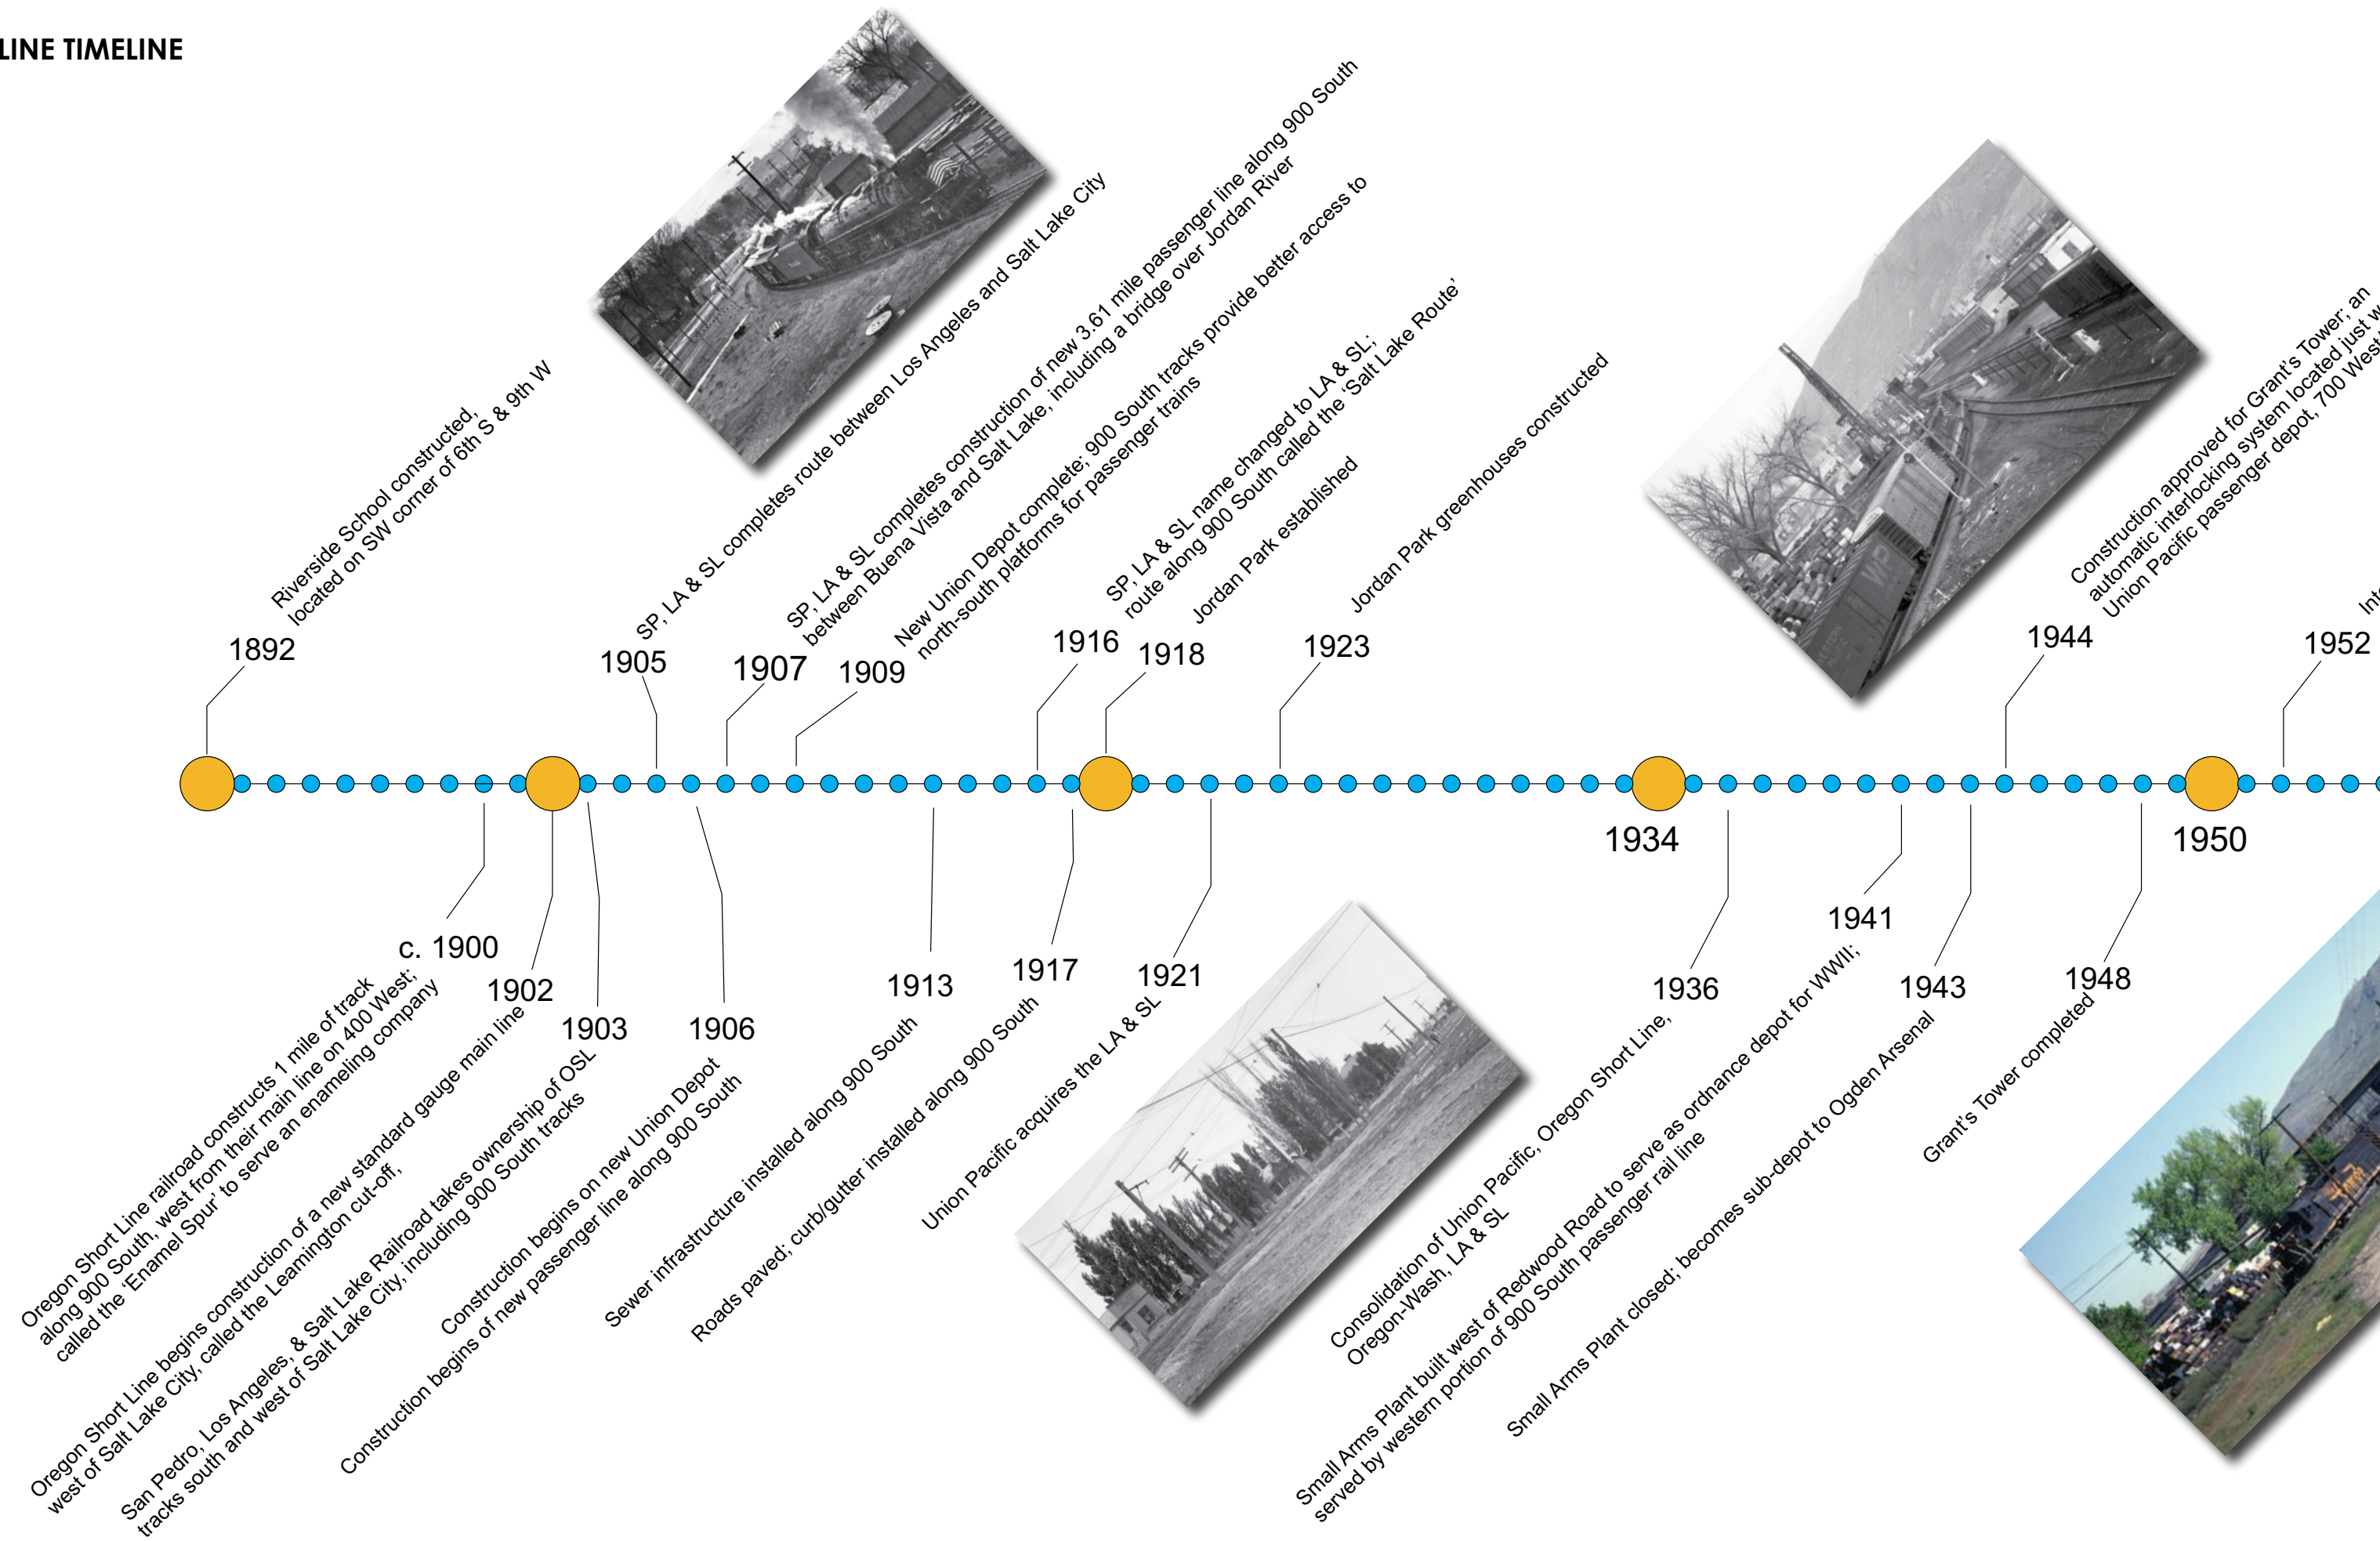 LINE TIMELINE
1892
Riverside School constructed,
located on SW corner of 6th S & 9th W
1905
SP, LA & SL completes route between Los Angeles and Salt Lake City
1907
SP, LA & SL completes construction of new 3.61 mile passenger line along 900 South
between Buena Vista and Salt Lake, including a bridge over Jordan River
1909
New Union Depot complete; 900 South tracks provide better access to
north-south platforms for passenger trains
1916
SP, LA & SL name changed to LA & SL;
route along 900 South called the 'Salt Lake Route'
1918
Jordan Park established
1923
Jordan Park greenhouses constructed
WP
1944
Construction approved for Grant's Tower; an
automatic interlocking system located just w
Union Pacific passenger depot, 700 West
1952
Int
c. 1900
Oregon Short Line railroad constructs 1 mile of track
along 900 South, west from their main line on 400 West;
called the 'Enamel Spur' to serve an enameling company
1902
Oregon Short Line begins construction of a new standard gauge main line
west of Salt Lake City, called the Leamington cut-off,
1903
San Pedro, Los Angeles, & Salt Lake Railroad takes ownership of OSL
tracks south and west of Salt Lake City, including 900 South tracks
1906
Construction begins on new Union Depot
Construction begins of new passenger line along 900 South
1913
Sewer infrastructure installed along 900 South
1917
Roads paved; curb/gutter installed along 900 South
1921
Union Pacific acquires the LA & SL
1934
1936
Consolidation of Union Pacific, Oregon Short Line,
Oregon-Wash, LA & SL
1941
Small Arms Plant built west of Redwood Road to serve as ordnance depot for WWII;
served by western portion of 900 South passenger rail line
1943
Small Arms Plant closed; becomes sub-depot to Ogden Arsenal
1948
Grant's Tower completed
1950